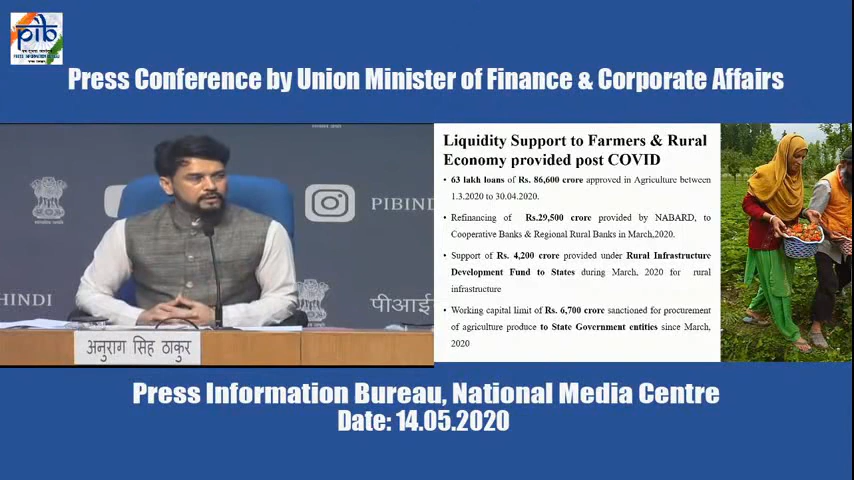 pib
PRESS INFORMATION BUREAU
Press Conference by Union Minister of Finance & Corporate Affairs
Liquidity Support to Farmers & Rural
Economy provided post COVID
• 63 lakh loans of Rs. 86,600 crore approved in Agriculture between
1.3.2020 to 30.04.2020.
• Refinancing of Rs.29,500 crore provided by NABARD, to
Cooperative Banks & Regional Rural Banks in March,2020.
• Support of Rs. 4,200 crore provided under Rural Infrastructure
Development Fund to States during March, 2020 for rural
infrastructure
• Working capital limit of Rs. 6,700 crore sanctioned for procurement
of agriculture produce to State Government entities since March,
2020
PIBIND
HINDI
पीआई
अनुराग सिंह ठाकुर
Press Information Bureau, National Media Centre
Date: 14.05.2020